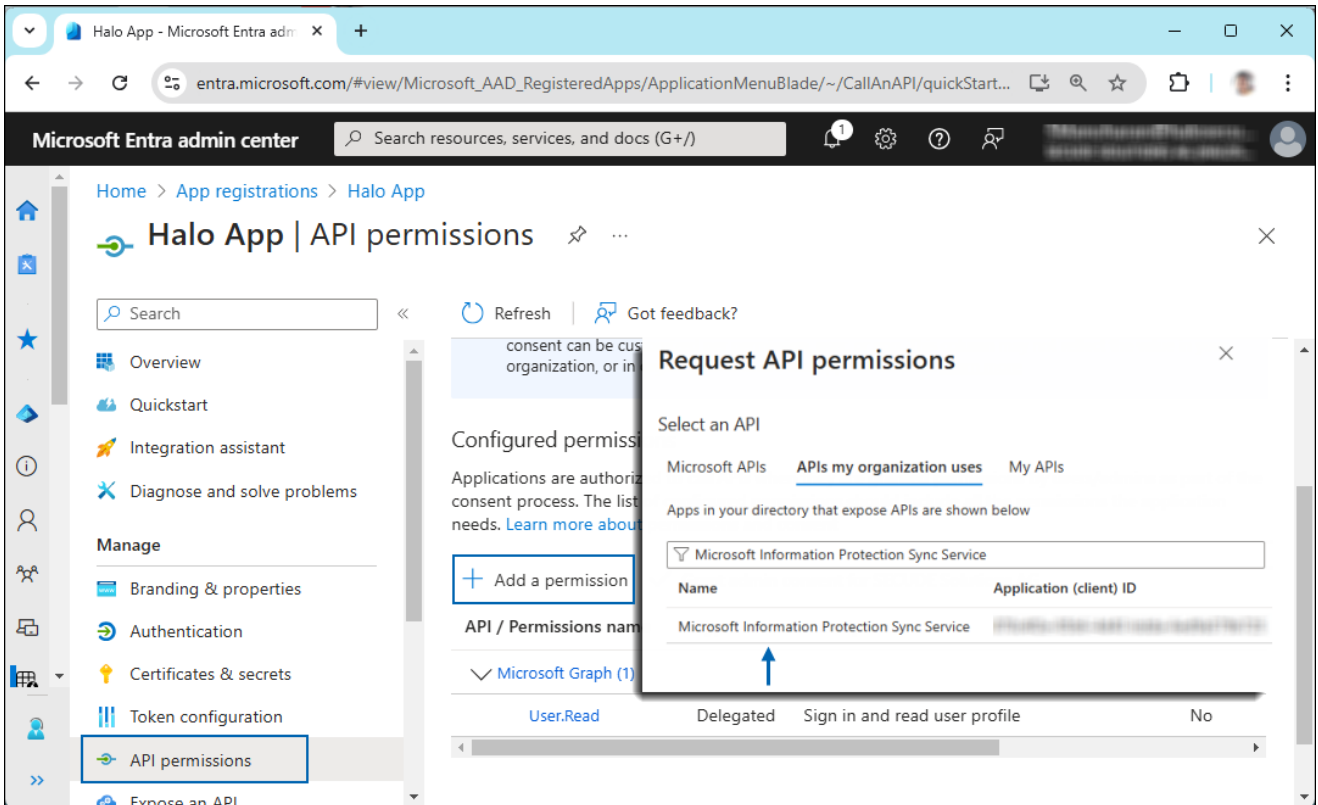 Halo App - Microsoft Entra adm
entra.microsoft.com/#view/Microsoft_AAD_RegisteredApps/ApplicationMenuBlade/~/CallAnAPI/quickStart...
Microsoft Entra admin center
Search resources, services, and docs (G+/)
1
Home > App registrations > Halo App
Halo App | API permissions
Search
Overview
Quickstart
Integration assistant
Diagnose and solve problems
Manage
Branding & properties
Authentication
Certificates & secrets
Token configuration
API permissions
Expose an API
Refresh
Got feedback?
consent can be cus
organization, or in
Configured permissi
Applications are authoriz
consent process. The list
needs. Learn more about
Add a permission
API / Permissions nam
Microsoft Graph (1)
User.Read Delegated Sign in and read user profile No
Request API permissions
Select an API
Microsoft APIs APIs my organization uses My APIs
Apps in your directory that expose APIs are shown below
Microsoft Information Protection Sync Service
Name Application (client) ID
Microsoft Information Protection Sync Service